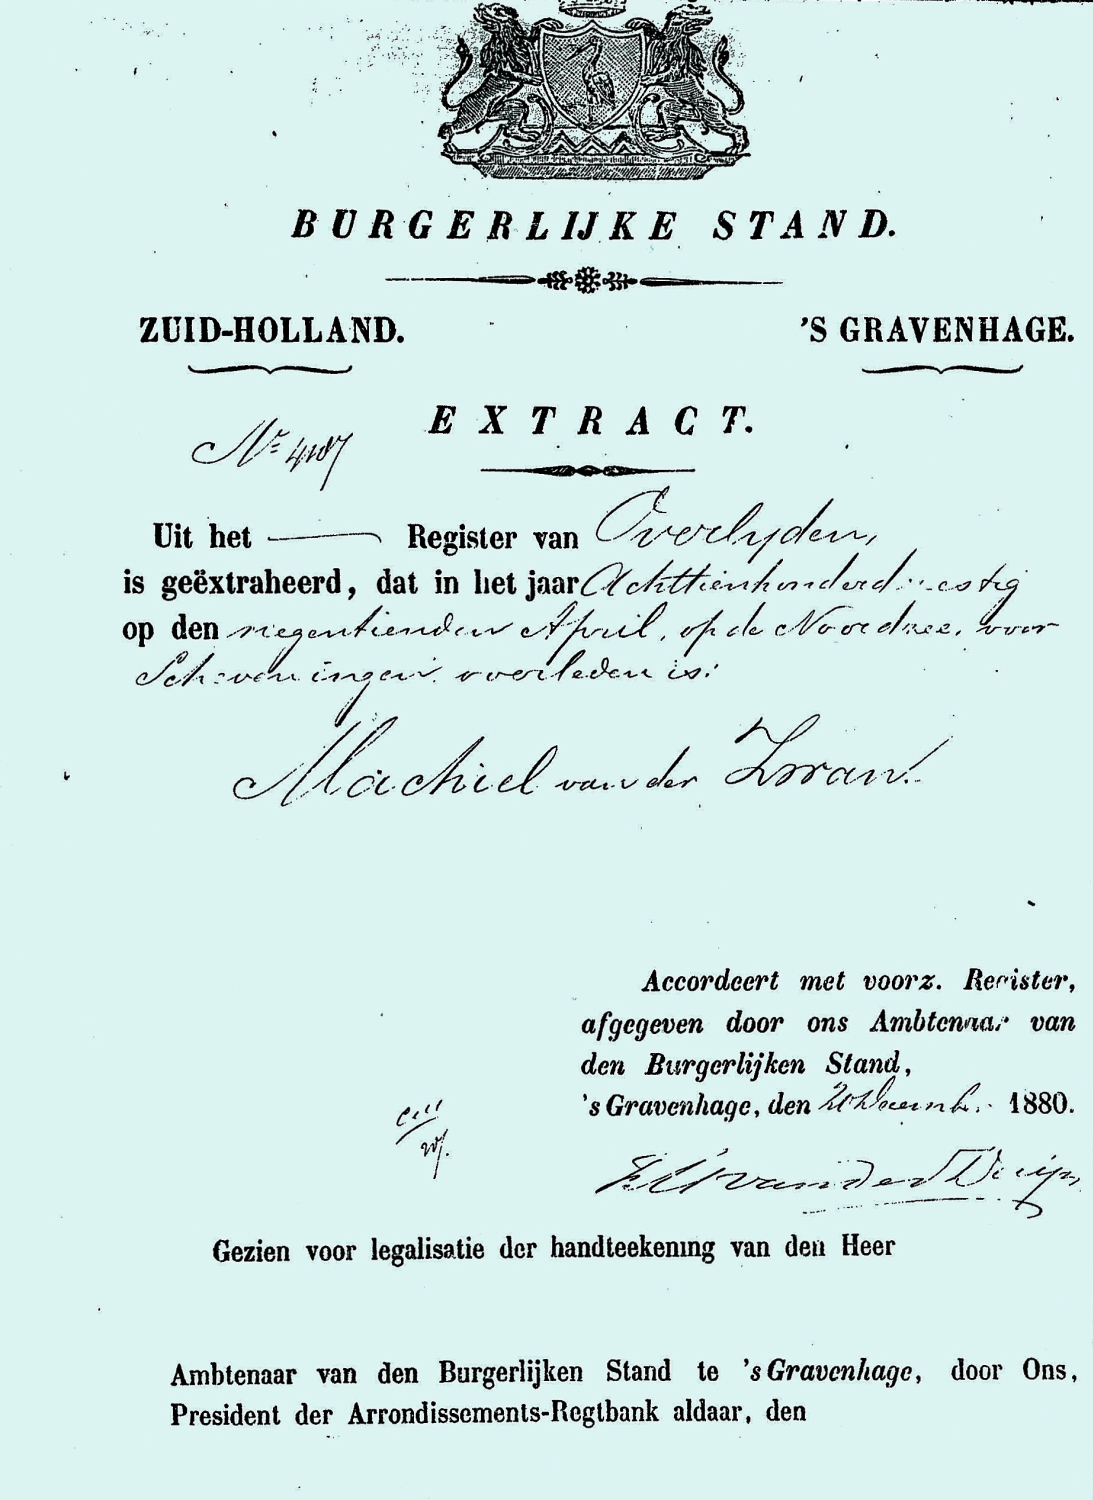 BURGERLIJKE STAND.
ZUID-HOLLAND. 'S GRAVENHAGE.
EXTRACT.
Nr
Uit het Register van Overlyden,
is geëxtraheerd, dat in het jaar Achttienhonderd
op den negentienden April, op de Noordzee, voor
Scheveningen overleden is:
Machiel van der Zwan.
Accordeert met voorz. Register,
afgegeven door ons Ambtenaar van
den Burgerlijken Stand,
's Gravenhage, den 1880.
Gezien voor legalisatie der handteekening van den Heer
Ambtenaar van den Burgerlijken Stand te 's Gravenhage, door Ons,
President der Arrondissements-Regtbank aldaar, den